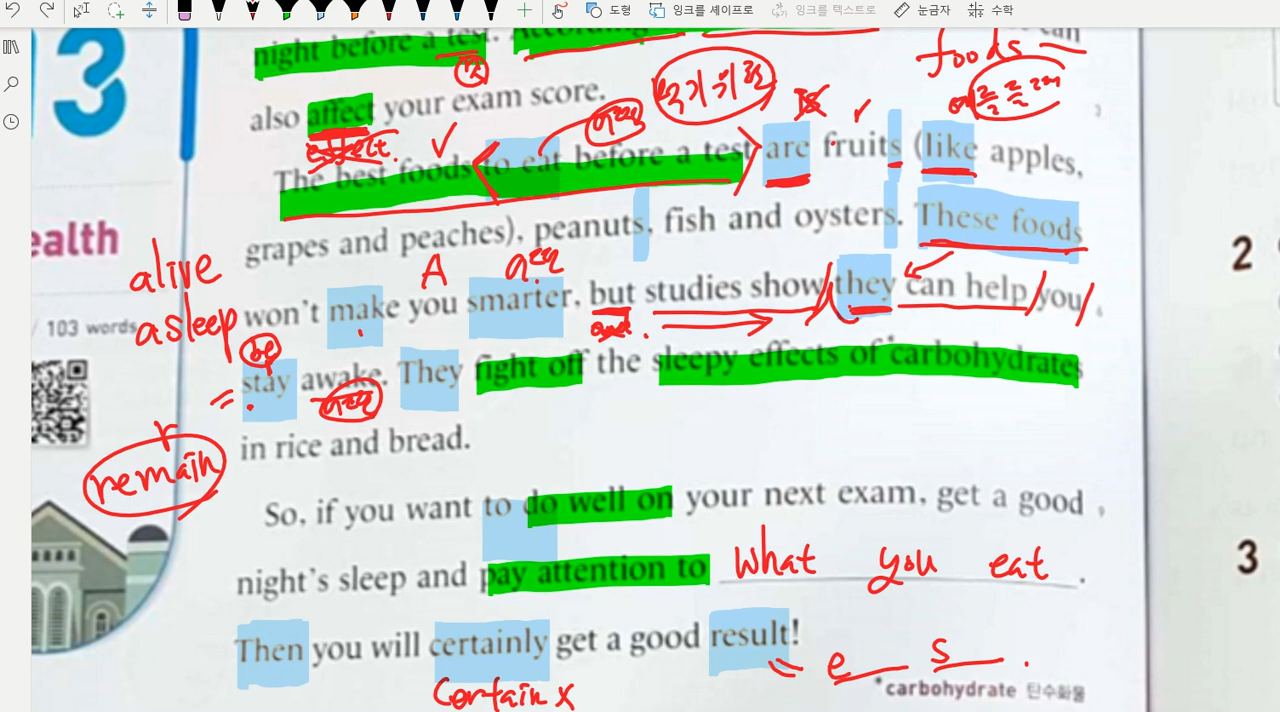 도형 잉크를 셰이프로 잉크를 텍스트로 눈금자 수학
3
night before a test. According can
foods
먹기 위한
also affect your exam score.
effect.
The best foods to eat before a test are fruits (like apples,
ealth
grapes and peaches), peanuts, fish and oysters. These foods
2
alive
A
won't make you smarter, but studies show they can help you
and
6
103 words
asleep
be
stay awake. They fight off the sleepy effects of *carbohydrates
=
in rice and bread.
remain
So, if you want to do well on your next exam, get a good
9
night's sleep and pay attention to what you eat.
3
Then you will certainly get a good result!
= e s .
certain X
*carbohydrate 탄수화물